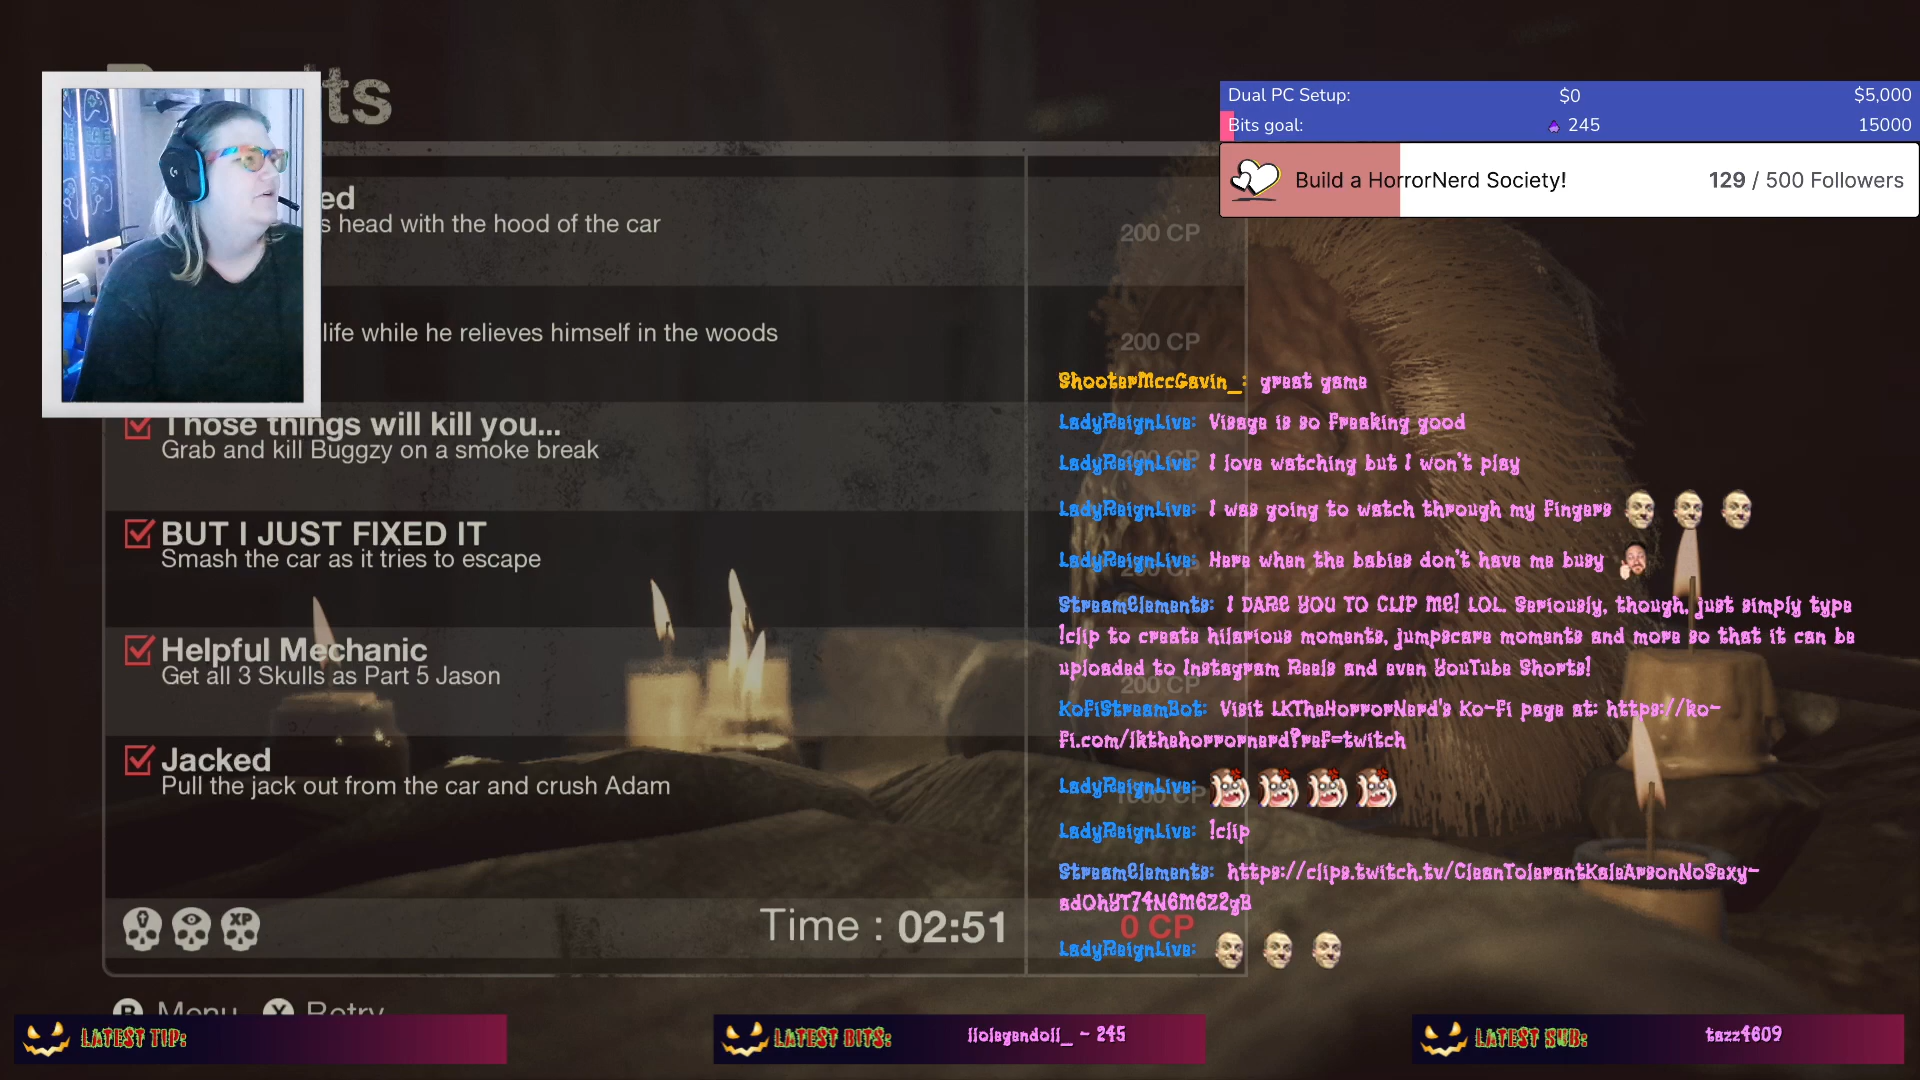 ts
ed
s head with the hood of the car
200 CP
life while he relieves himself in the woods
200 CP
Those things will kill you...
Grab and kill Buggzy on a smoke break
BUT I JUST FIXED IT
Smash the car as it tries to escape
Helpful Mechanic
Get all 3 Skulls as Part 5 Jason
200 CP
Jacked
Pull the jack out from the car and crush Adam
XP
Time : 02:51
0 CP
Menu
Retry
Dual PC Setup: $0 $5,000
Bits goal: 245 15000
Build a HorrorNerd Society! 129 / 500 Followers
ShooterMccGavin_: great game
LadyReignLive: Visage is so freaking good
LadyReignLive: I love watching but I won't play
LadyReignLive: I was going to watch through my fingers
LadyReignLive: Here when the babies don't have me busy
StreamElements: I DARE YOU TO CLIP ME! LOL. Seriously, though, just simply type
!clip to create hilarious moments, jumpscare moments and more so that it can be
uploaded to Instagram Reels and even YouTube Shorts!
KofiStreamBot: Visit LKTheHorrorNerd's Ko-fi page at: https://ko-
fi.com/lkthehorrornerd?ref=twitch
LadyReignLive:
LadyReignLive: !clip
StreamElements: https://clips.twitch.tv/CleanTolerantKaleArsonNoSexy-
adOhYT74N6M6Z2gB
LadyReignLive:
LATEST TIP:
LATEST BITS: llolegendoll_ - 245
LATEST SUB: tazz4609